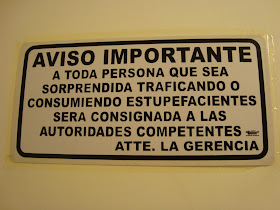 AVISO IMPORTANTE
A TODA PERSONA QUE SEA
SORPRENDIDA TRAFICANDO O
CONSUMIENDO ESTUPEFACIENTES
SERA CONSIGNADA A LAS
AUTORIDADES COMPETENTES
ATTE. LA GERENCIA